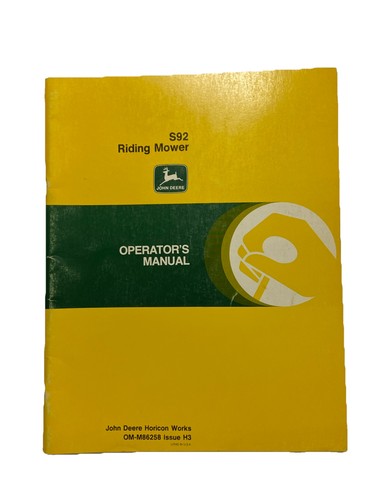 S92
Riding Mower
JOHN DEERE
OPERATOR'S
MANUAL
John Deere Horicon Works
OM-M86258 Issue H3